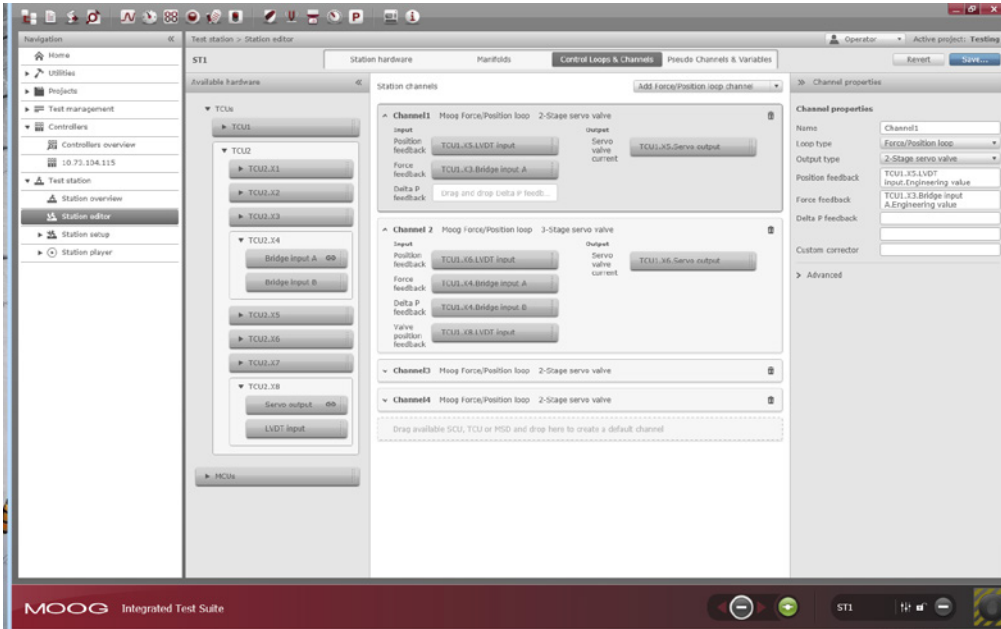 P
Navigation
Home
Utilities
Projects
Test management
Controllers
Controllers overview
10.73.104.115
Test station
Station overview
Station editor
Station setup
Station player
Test station > Station editor
Operator
Active project: Testing
ST1
Station hardware
Manifolds
Control Loops & Channels
Pseudo Channels & Variables
Revert
Save...
Available hardware
TCUs
TCU1
TCU2
TCU2.X1
TCU2.X2
TCU2.X3
TCU2.X4
Bridge input A
Bridge input B
TCU2.X5
TCU2.X6
TCU2.X7
TCU2.X8
Servo output
LVDT input
MCUs
Station channels
Add Force/Position loop channel
Channel1 Moog Force/Position loop 2-Stage servo valve
Input
Output
Position
feedback
TCU1.X5.LVDT input
Servo
valve
current
TCU1.X5.Servo output
Force
feedback
TCU1.X3.Bridge input A
Delta P
feedback
Drag and drop Delta P feedb...
Channel 2 Moog Force/Position loop 3-Stage servo valve
Input
Output
Position
feedback
TCU1.X6.LVDT input
Servo
valve
current
TCU1.X6.Servo output
Force
feedback
TCU1.X4.Bridge input A
Delta P
feedback
TCU1.X4.Bridge input B
Valve
position
feedback
TCU1.X8.LVDT input
Channel3 Moog Force/Position loop 2-Stage servo valve
Channel4 Moog Force/Position loop 2-Stage servo valve
Drag available SCU, TCU or MSD and drop here to create a default channel
Channel properties
Channel properties
Name
Channel1
Loop type
Force/Position loop
Output type
2-Stage servo valve
Position feedback
TCU1.X5.LVDT
input.Engineering value
Force feedback
TCU1.X3.Bridge input
A.Engineering value
Delta P feedback
Custom corrector
Advanced
MOOG Integrated Test Suite
ST1